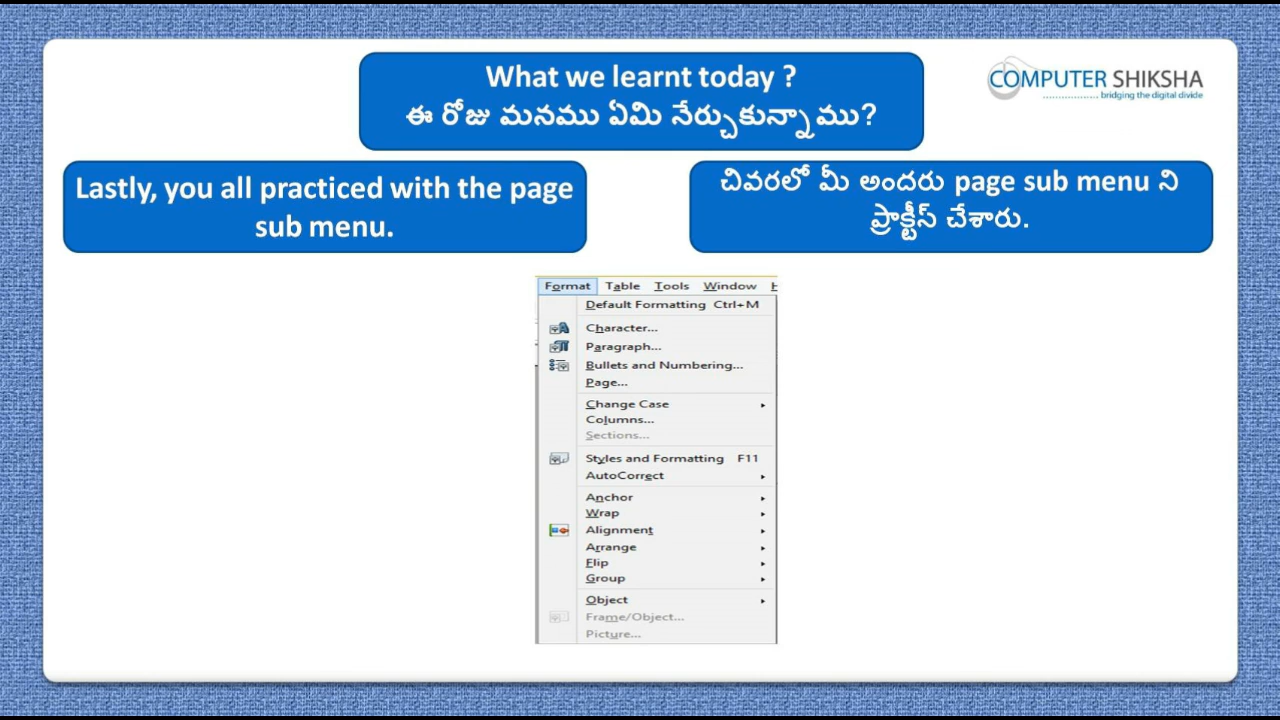 What we learnt today ?
ఈ రోజు మనము ఏమి నేర్చుకున్నాము?
COMPUTER SHIKSHA
.................... bridging the digital divide
Lastly, you all practiced with the page
sub menu.
చివరలో మీ అందరు page sub menu ని
ప్రాక్టీస్ చేశారు.
Format Table Tools Window H
Default Formatting Ctrl+M
Character...
Paragraph...
Bullets and Numbering...
Page...
Change Case
Columns...
Sections...
Styles and Formatting F11
AutoCorrect
Anchor
Wrap
Alignment
Arrange
Flip
Group
Object
Frame/Object...
Picture...